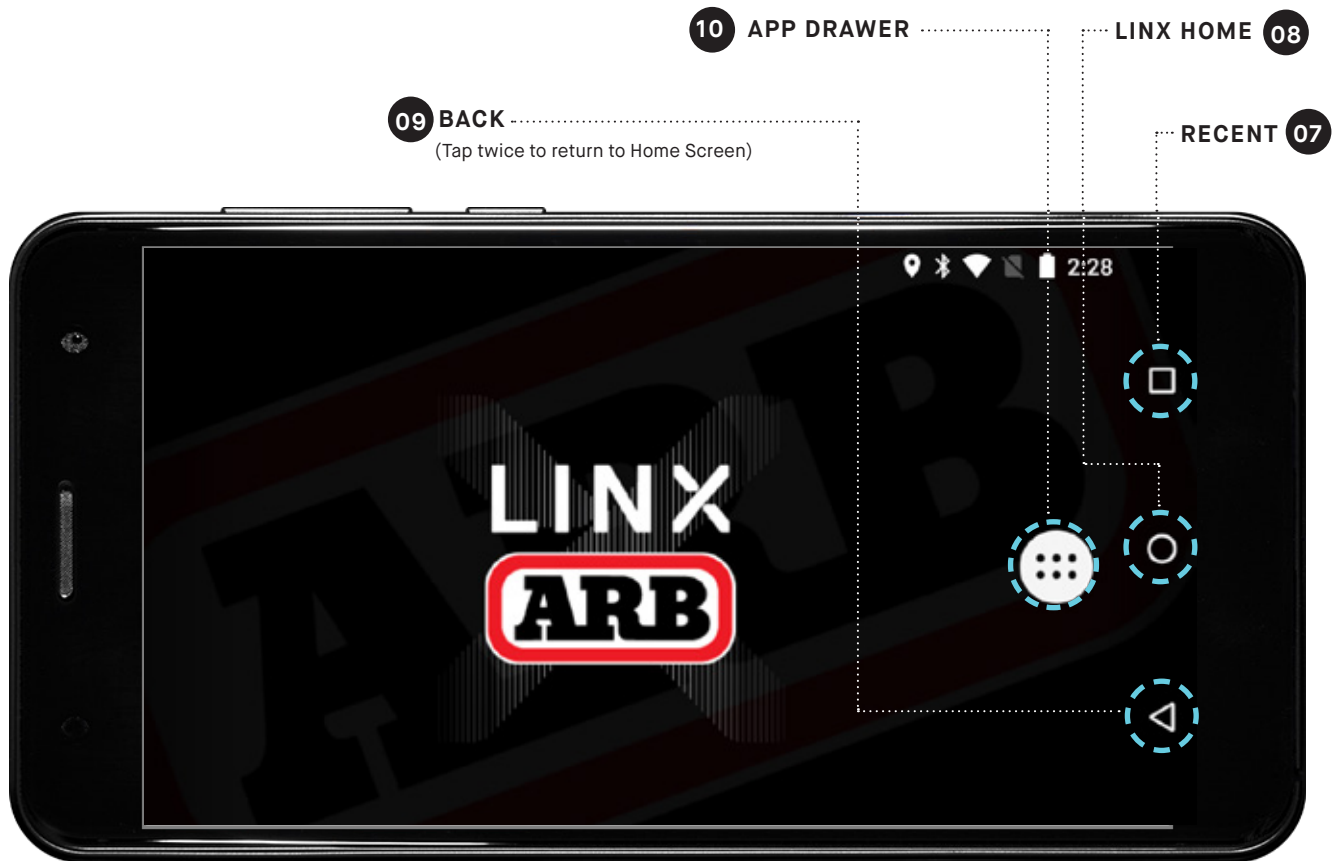 10 APP DRAWER
LINX HOME 08
09 BACK
(Tap twice to return to Home Screen)
RECENT 07
2:28
ARB
LINX
ARB